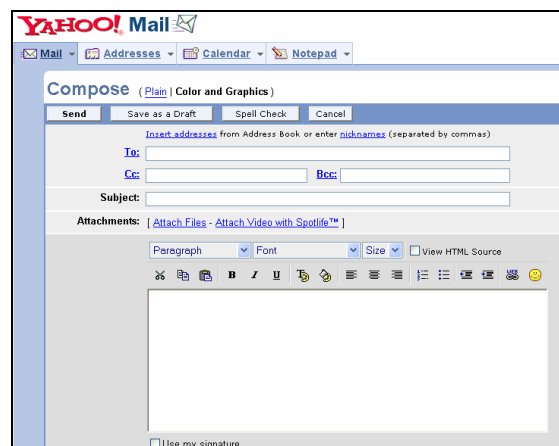 YAHOO! Mail
Mail Addresses Calendar Notepad
Compose ( Plain | Color and Graphics )
Send Save as a Draft Spell Check Cancel
Insert addresses from Address Book or enter nicknames (separated by commas)
To:
Cc: Bcc:
Subject:
Attachments: [ Attach Files - Attach Video with Spotlife™ ]
Paragraph Font Size View HTML Source
B I U
Use my signature